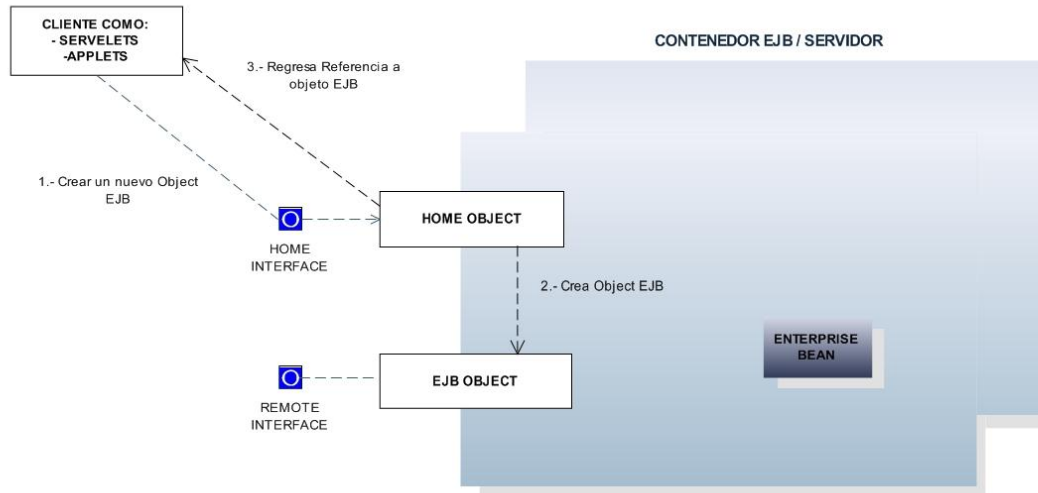 CLIENTE COMO:
- SERVELETS
-APPLETS
CONTENEDOR EJB / SERVIDOR
3.- Regresa Referencia a
objeto EJB
1.- Crear un nuevo Object
EJB
HOME OBJECT
HOME
INTERFACE
2.- Crea Object EJB
ENTERPRISE
BEAN
EJB OBJECT
REMOTE
INTERFACE